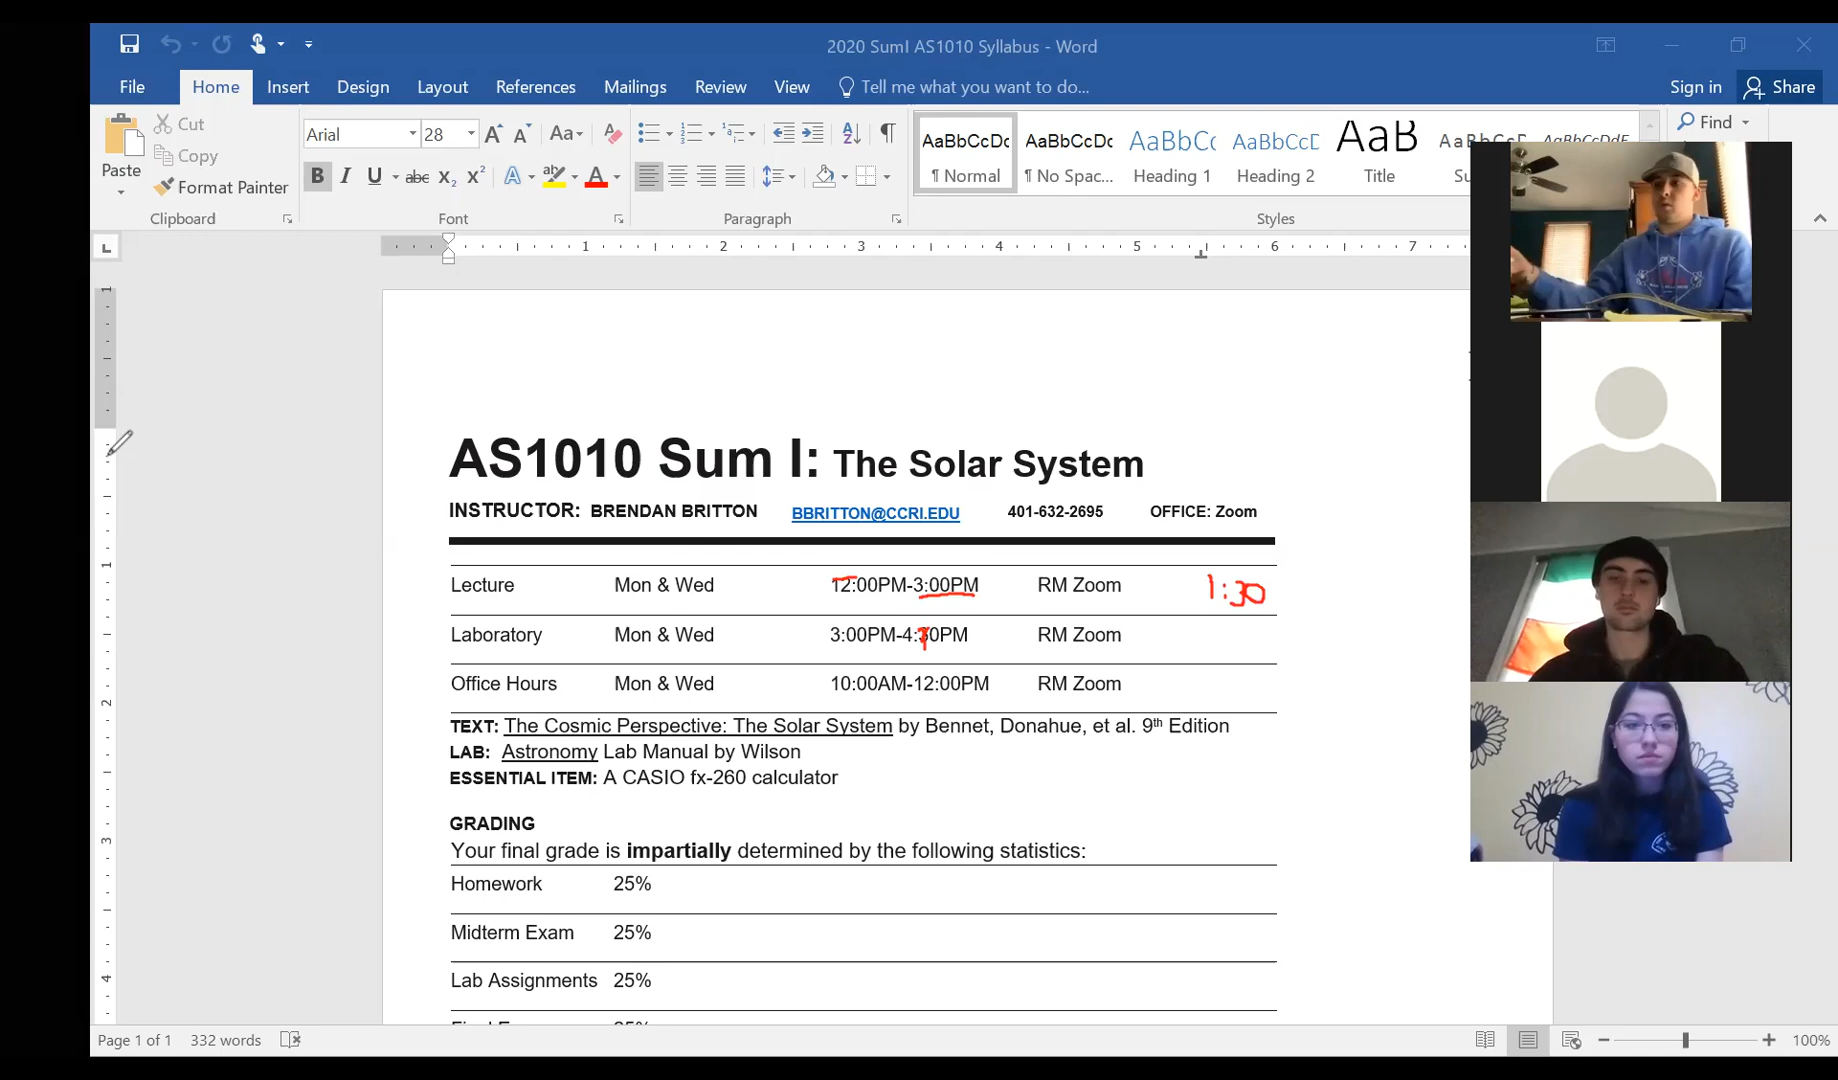 2020 SumI AS1010 Syllabus - Word
File Home Insert Design Layout References Mailings Review View Tell me what you want to do... Sign in Share
Cut
Copy
Format Painter
Paste
Arial 28
AaBbCcDc AaBbCcDc AaBbCc AaBbCcD AaB
¶ Normal ¶ No Spac... Heading 1 Heading 2 Title
Find
Clipboard Font Paragraph Styles
1 2 3 4 5 6 7
AS1010 Sum I: The Solar System
INSTRUCTOR: BRENDAN BRITTON BBRITTON@CCRI.EDU 401-632-2695 OFFICE: Zoom
Lecture Mon & Wed 12:00PM-3:00PM RM Zoom 1:30
Laboratory Mon & Wed 3:00PM-4:30PM RM Zoom
Office Hours Mon & Wed 10:00AM-12:00PM RM Zoom
TEXT: The Cosmic Perspective: The Solar System by Bennet, Donahue, et al. 9th Edition
LAB: Astronomy Lab Manual by Wilson
ESSENTIAL ITEM: A CASIO fx-260 calculator
GRADING
Your final grade is impartially determined by the following statistics:
Homework 25%
Midterm Exam 25%
Lab Assignments 25%
Page 1 of 1 332 words 100%